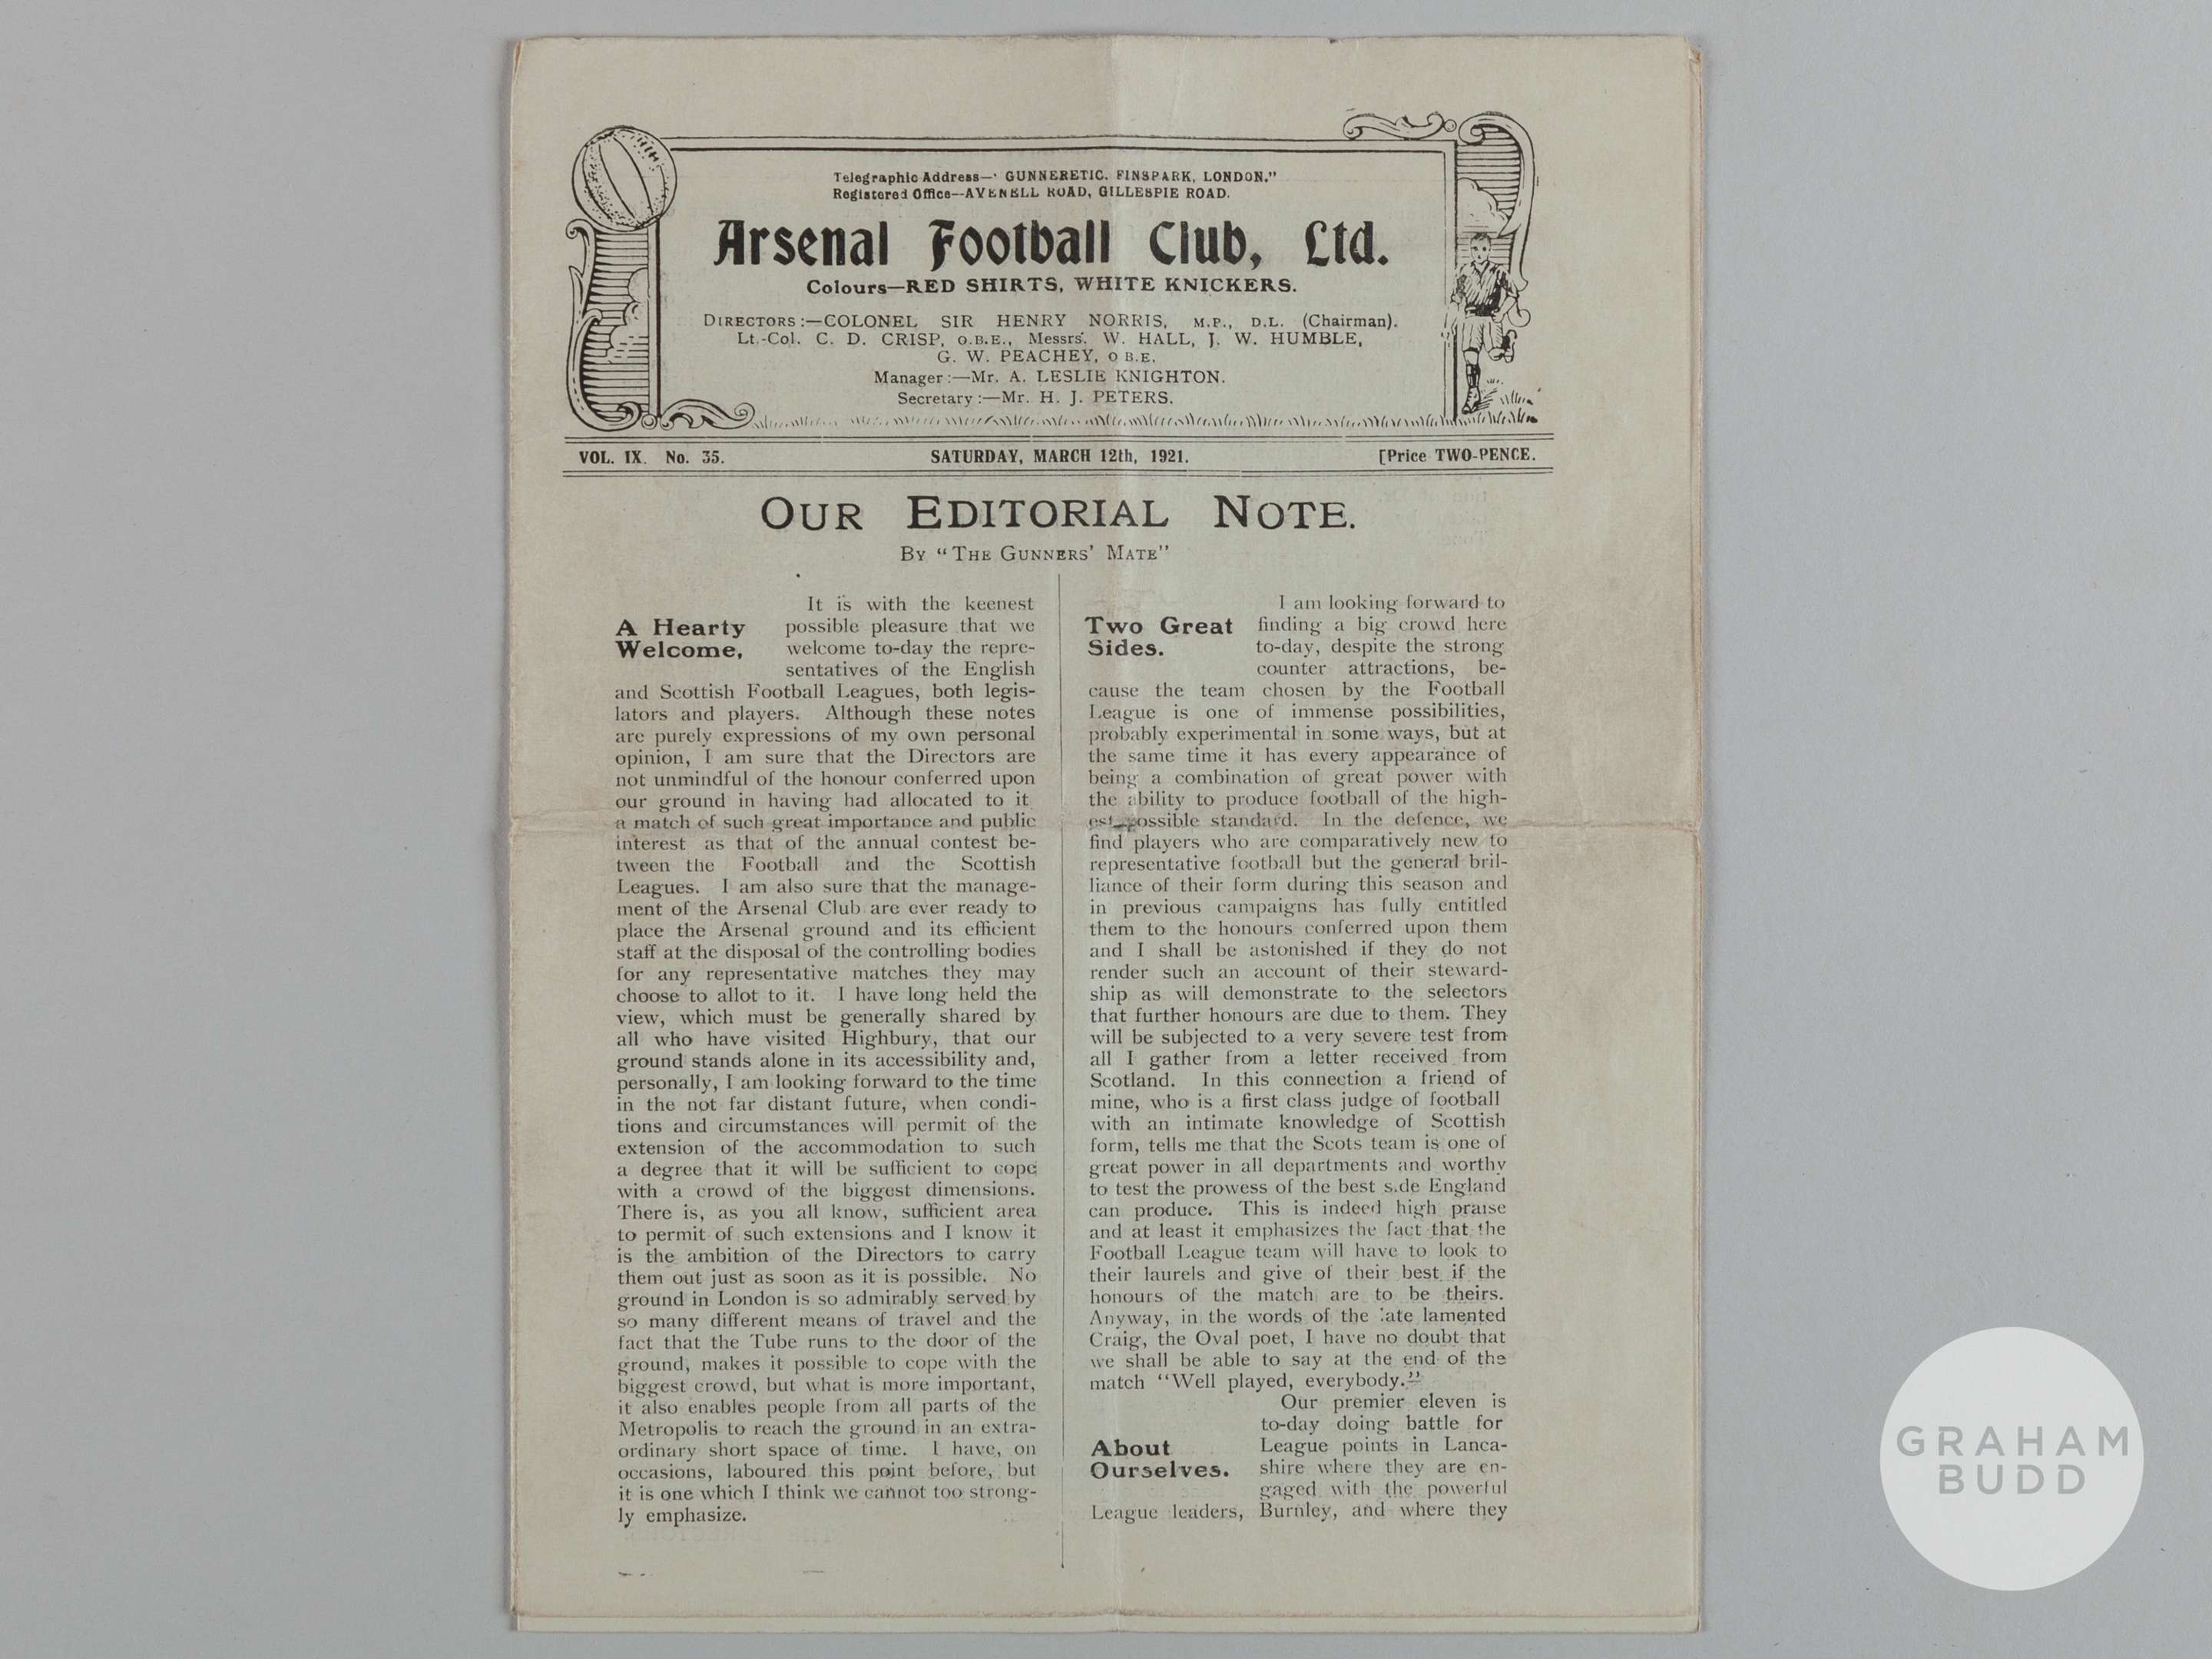 Telegraphic Address—" GUNNERETIC. FINSPARK, LONDON."
Registered Office—AVENELL ROAD, GILLESPIE ROAD.
Arsenal Football Club, Ltd.
Colours—RED SHIRTS, WHITE KNICKERS.
DIRECTORS :—COLONEL SIR HENRY NORRIS, M.P., D.L. (Chairman).
Lt.-Col. C. D. CRISP, O.B.E., Messrs. W. HALL, J. W. HUMBLE,
G. W. PEACHEY, O B.E.
Manager :—Mr. A. LESLIE KNIGHTON.
Secretary :—Mr. H. J. PETERS.
VOL. IX. No. 35. SATURDAY, MARCH 12th, 1921. [Price TWO-PENCE.
OUR EDITORIAL NOTE.
BY "THE GUNNERS' MATE"
A Hearty
Welcome,
It is with the keenest
possible pleasure that we
welcome to-day the repre-
sentatives of the English
and Scottish Football Leagues, both legis-
lators and players. Although these notes
are purely expressions of my own personal
opinion, I am sure that the Directors are
not unmindful of the honour conferred upon
our ground in having had allocated to it
a match of such great importance and public
interest as that of the annual contest be-
tween the Football and the Scottish
Leagues. I am also sure that the manage-
ment of the Arsenal Club are ever ready to
place the Arsenal ground and its efficient
staff at the disposal of the controlling bodies
for any representative matches they may
choose to allot to it. I have long held the
view, which must be generally shared by
all who have visited Highbury, that our
ground stands alone in its accessibility and,
personally, I am looking forward to the time
in the not far distant future, when condi-
tions and circumstances will permit of the
extension of the accommodation to such
a degree that it will be sufficient to cope
with a crowd of the biggest dimensions.
There is, as you all know, sufficient area
to permit of such extensions and I know it
is the ambition of the Directors to carry
them out just as soon as it is possible. No
ground in London is so admirably served by
so many different means of travel and the
fact that the Tube runs to the door of the
ground, makes it possible to cope with the
biggest crowd, but what is more important,
it also enables people from all parts of the
Metropolis to reach the ground in an extra-
ordinary short space of time. I have, on
occasions, laboured this point before, but
it is one which I think we cannot too strong-
ly emphasize.
Two Great
Sides.
I am looking forward to
finding a big crowd here
to-day, despite the strong
counter attractions, be-
cause the team chosen by the Football
League is one of immense possibilities,
probably experimental in some ways, but at
the same time it has every appearance of
being a combination of great power with
the ability to produce football of the high-
est possible standard. In the defence, we
find players who are comparatively new to
representative football but the general bril-
liance of their form during this season and
in previous campaigns has fully entitled
them to the honours conferred upon them
and I shall be astonished if they do not
render such an account of their steward-
ship as will demonstrate to the selectors
that further honours are due to them. They
will be subjected to a very severe test from
all I gather from a letter received from
Scotland. In this connection a friend of
mine, who is a first class judge of football
with an intimate knowledge of Scottish
form, tells me that the Scots team is one of
great power in all departments and worthy
to test the prowess of the best s.de England
can produce. This is indeed high praise
and at least it emphasizes the fact that the
Football League team will have to look to
their laurels and give of their best if the
honours of the match are to be theirs.
Anyway, in the words of the late lamented
Craig, the Oval poet, I have no doubt that
we shall be able to say at the end of the
match "Well played, everybody."
About
Ourselves.
Our premier eleven is
to-day doing battle for
League points in Lanca-
shire where they are en-
gaged with the powerful
League leaders, Burnley, and where they
GRAHAM
BUDD